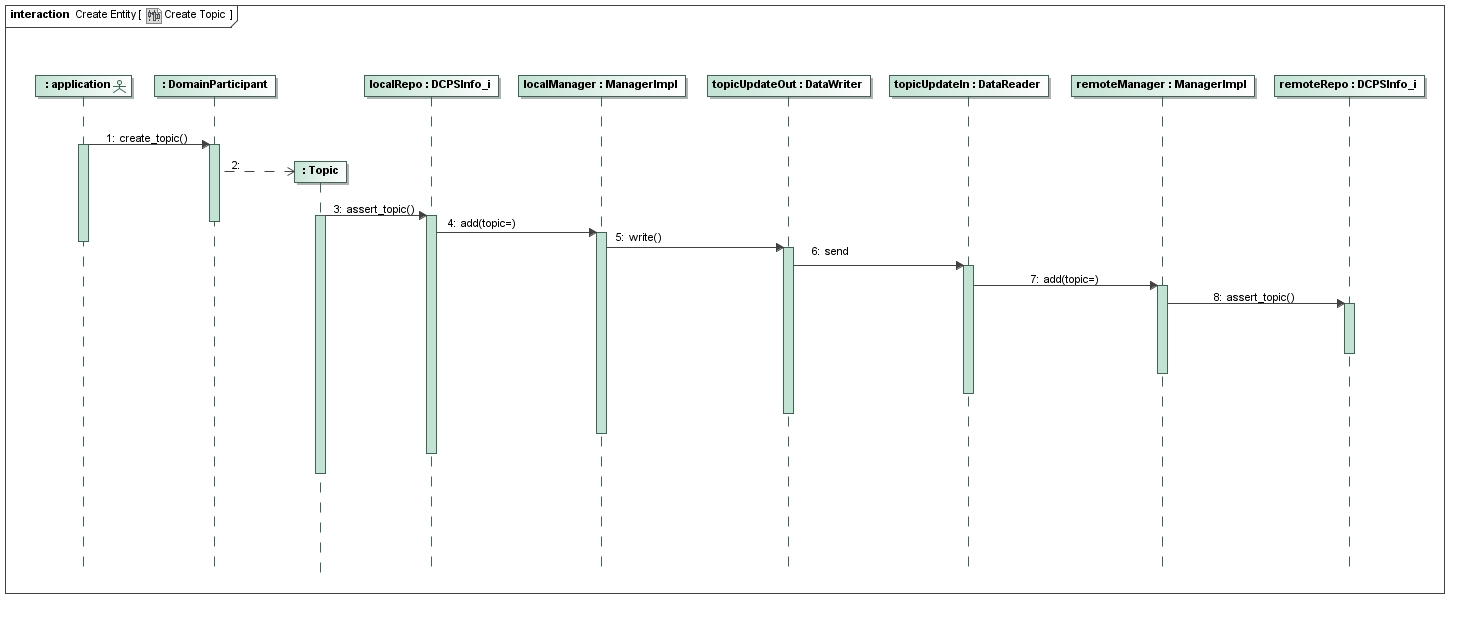 interaction Create Entity [ Create Topic ]
: application
: DomainParticipant
localRepo : DCPSInfo_i
localManager : ManagerImpl
topicUpdateOut : DataWriter
topicUpdateIn : DataReader
remoteManager : ManagerImpl
remoteRepo : DCPSInfo_i
1: create_topic()
2:
: Topic
3: assert_topic()
4: add(topic=)
5: write()
6: send
7: add(topic=)
8: assert_topic()